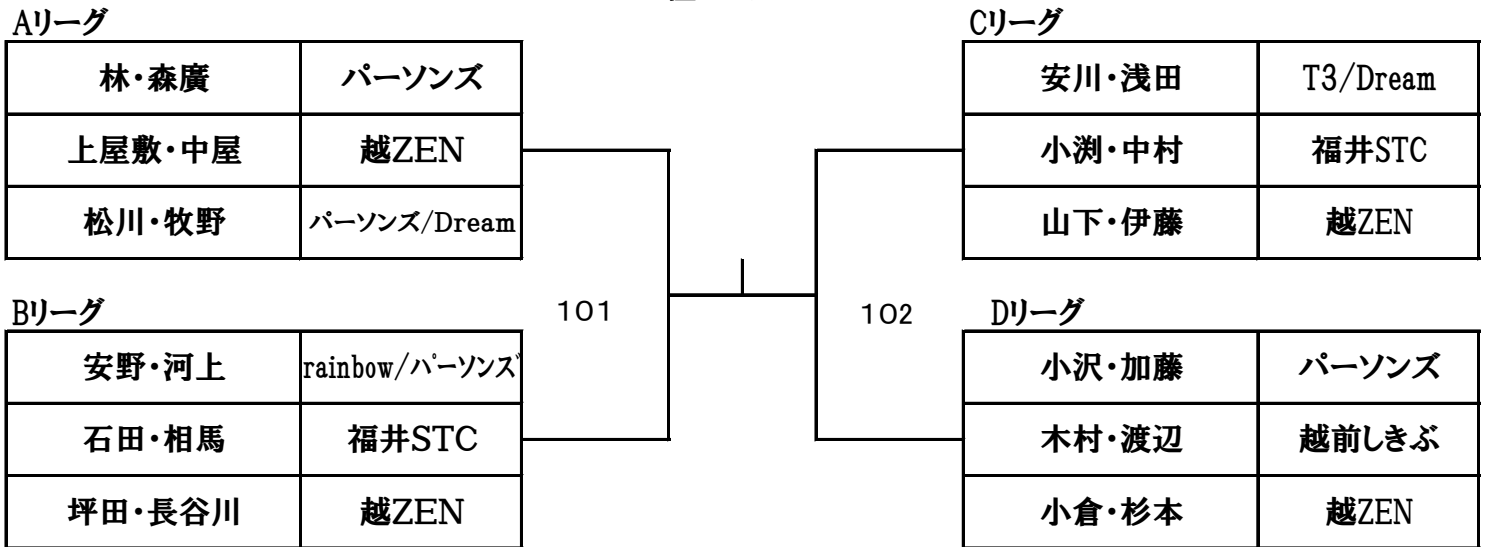 Aリーグ
林・森廣 パーソンズ
上屋敷・中屋 越ZEN
松川・牧野 パーソンズ/Dream
Bリーグ
安野・河上 rainbow/パーソンズ
石田・相馬 福井STC
坪田・長谷川 越ZEN
101
102
Cリーグ
安川・浅田 T3/Dream
小渕・中村 福井STC
山下・伊藤 越ZEN
Dリーグ
小沢・加藤 パーソンズ
木村・渡辺 越前しきぶ
小倉・杉本 越ZEN